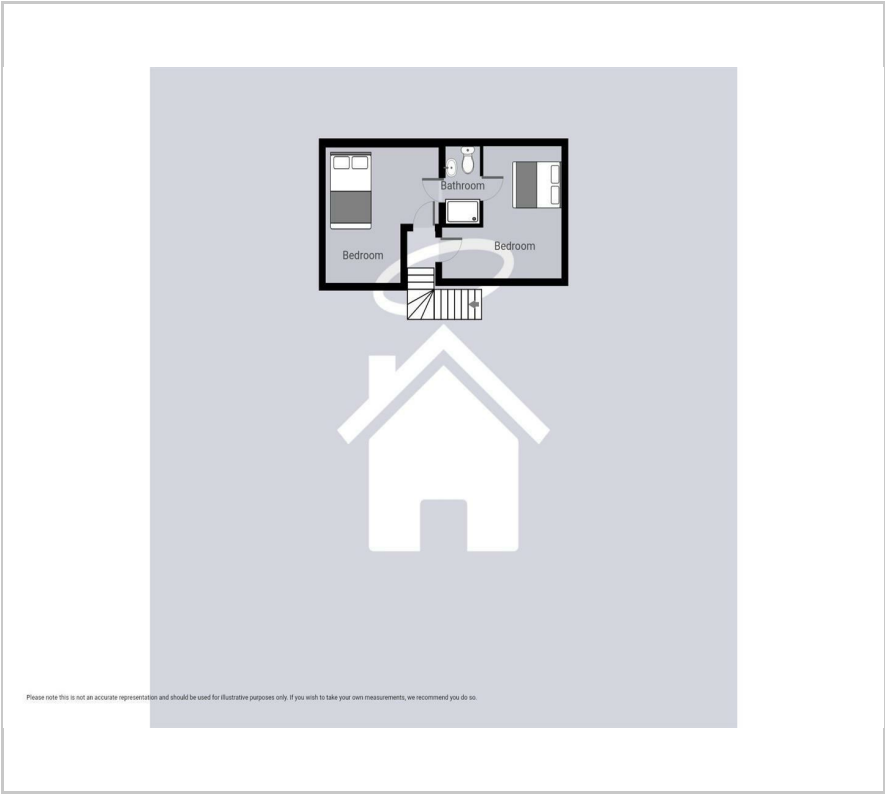 Bathroom
Bedroom
Bedroom
Please note this is not an accurate representation and should be used for illustrative purposes only. If you wish to take your own measurements, we recommend you do so.